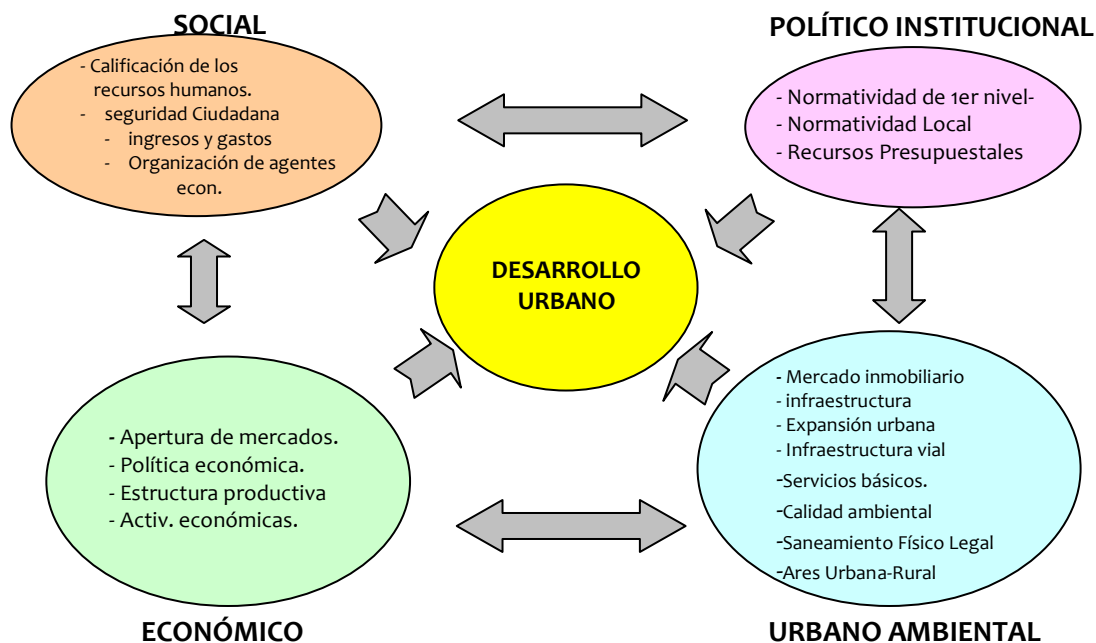 SOCIAL
- Calificación de los
recursos humanos.
- seguridad Ciudadana
- ingresos y gastos
- Organización de agentes
econ.
POLÍTICO INSTITUCIONAL
- Normatividad de 1er nivel-
- Normatividad Local
- Recursos Presupuestales
DESARROLLO
URBANO
- Apertura de mercados.
- Política económica.
- Estructura productiva
- Activ. económicas.
ECONÓMICO
- Mercado inmobiliario
- infraestructura
- Expansión urbana
- Infraestructura vial
-Servicios básicos.
-Calidad ambiental
-Saneamiento Físico Legal
-Ares Urbana-Rural
URBANO AMBIENTAL